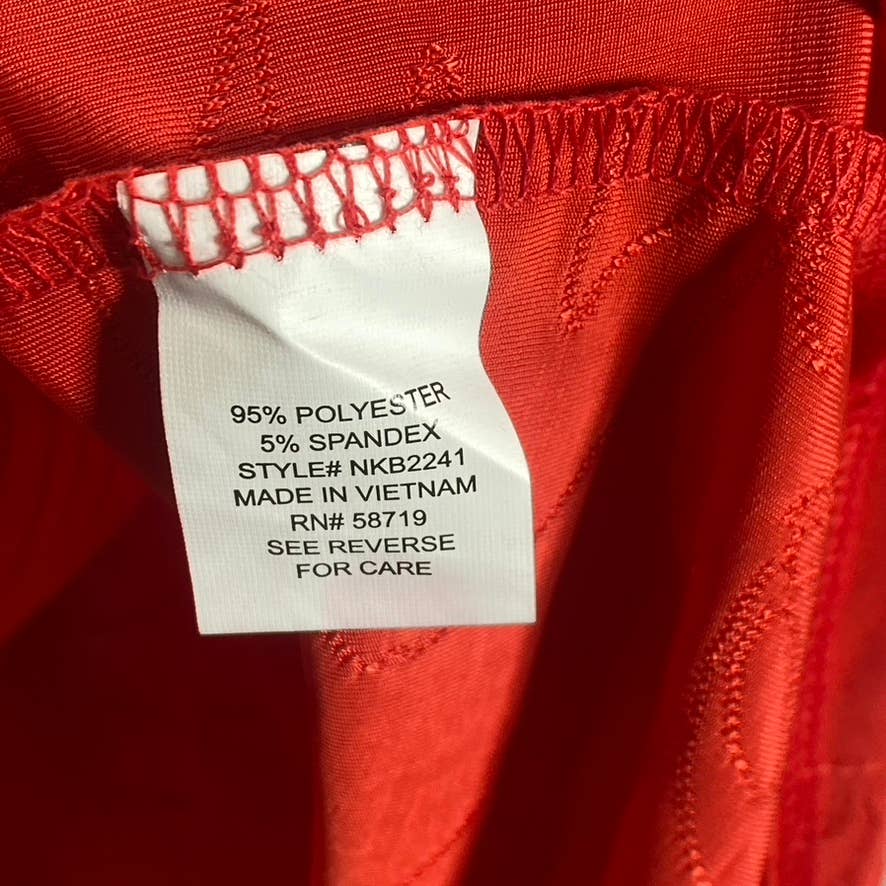 95% POLYESTER
5% SPANDEX
STYLE# NKB2241
MADE IN VIETNAM
RN# 58719
SEE REVERSE
FOR CARE